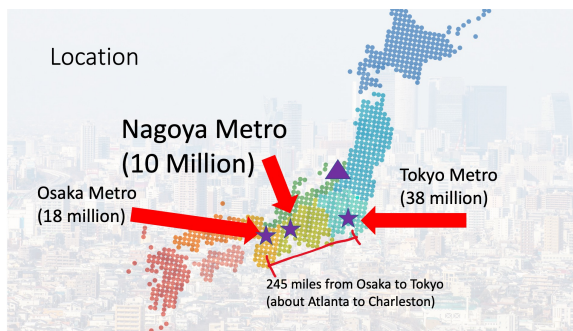 Location
Nagoya Metro
(10 Million)
Osaka Metro
(18 million)
Tokyo Metro
(38 million)
245 miles from Osaka to Tokyo
(about Atlanta to Charleston)